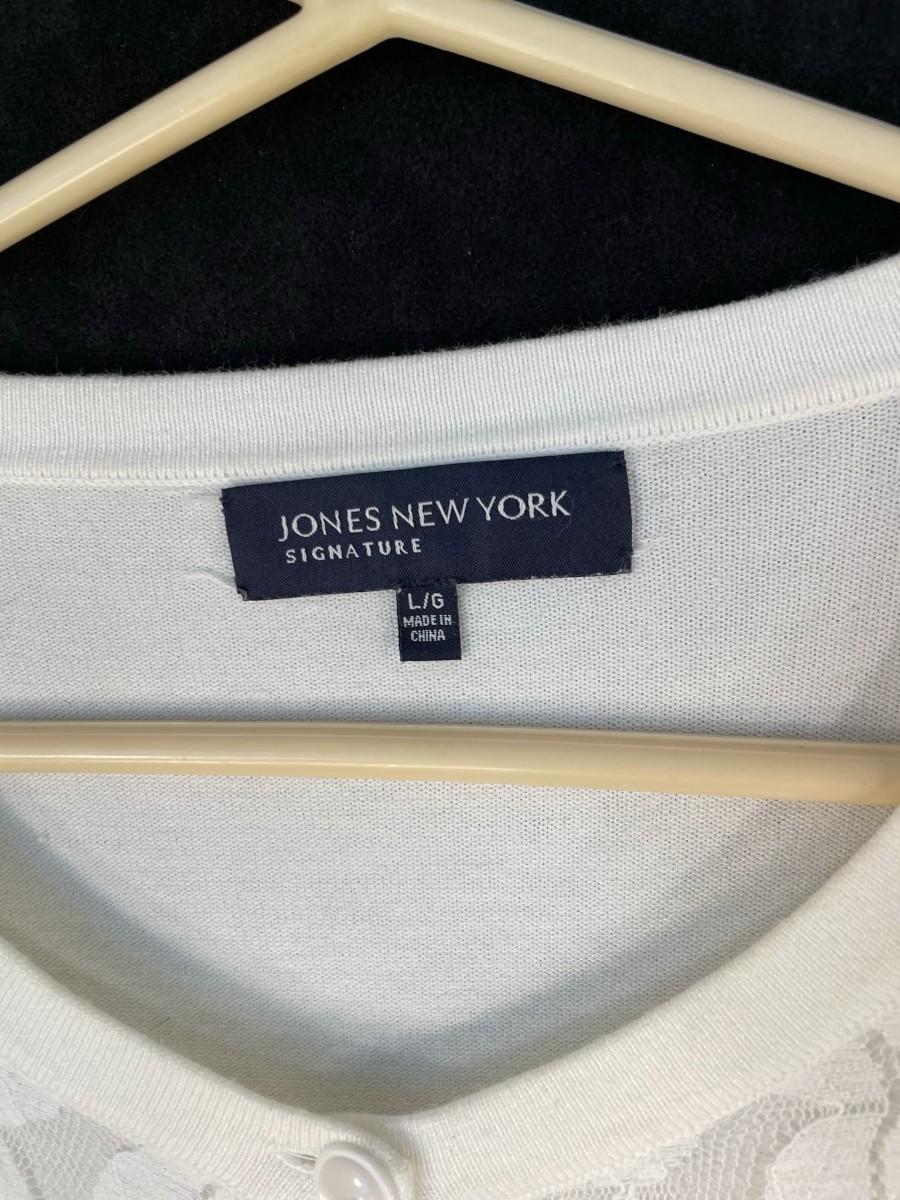 JONES NEW YORK
SIGNATURE
L/G
MADE IN
CHINA